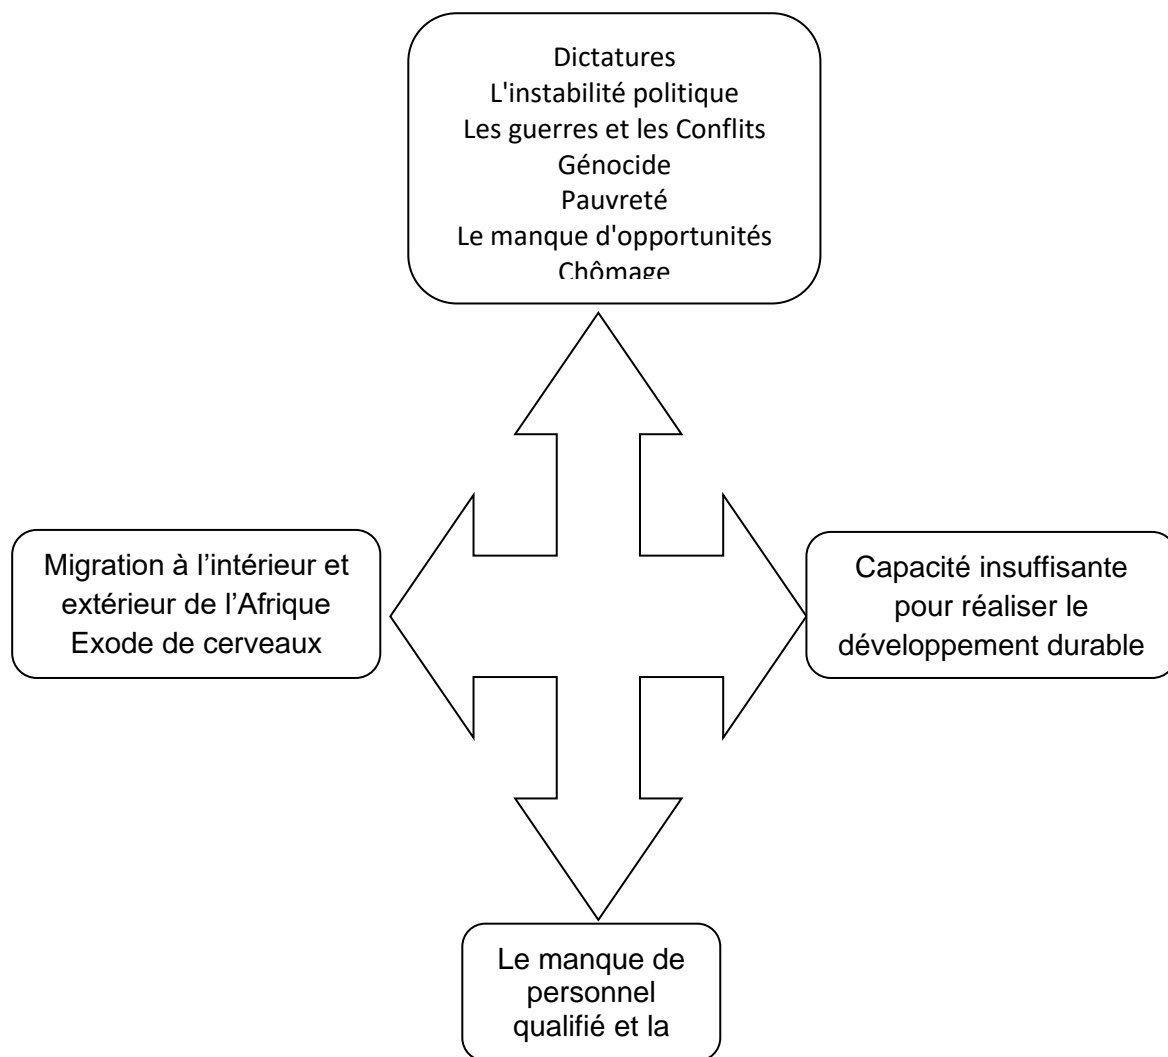 Dictatures
L'instabilité politique
Les guerres et les Conflits
Génocide
Pauvreté
Le manque d'opportunités
Chômage
Migration à l’intérieur et
extérieur de l’Afrique
Exode de cerveaux
Capacité insuffisante
pour réaliser le
développement durable
Le manque de
personnel
qualifié et la